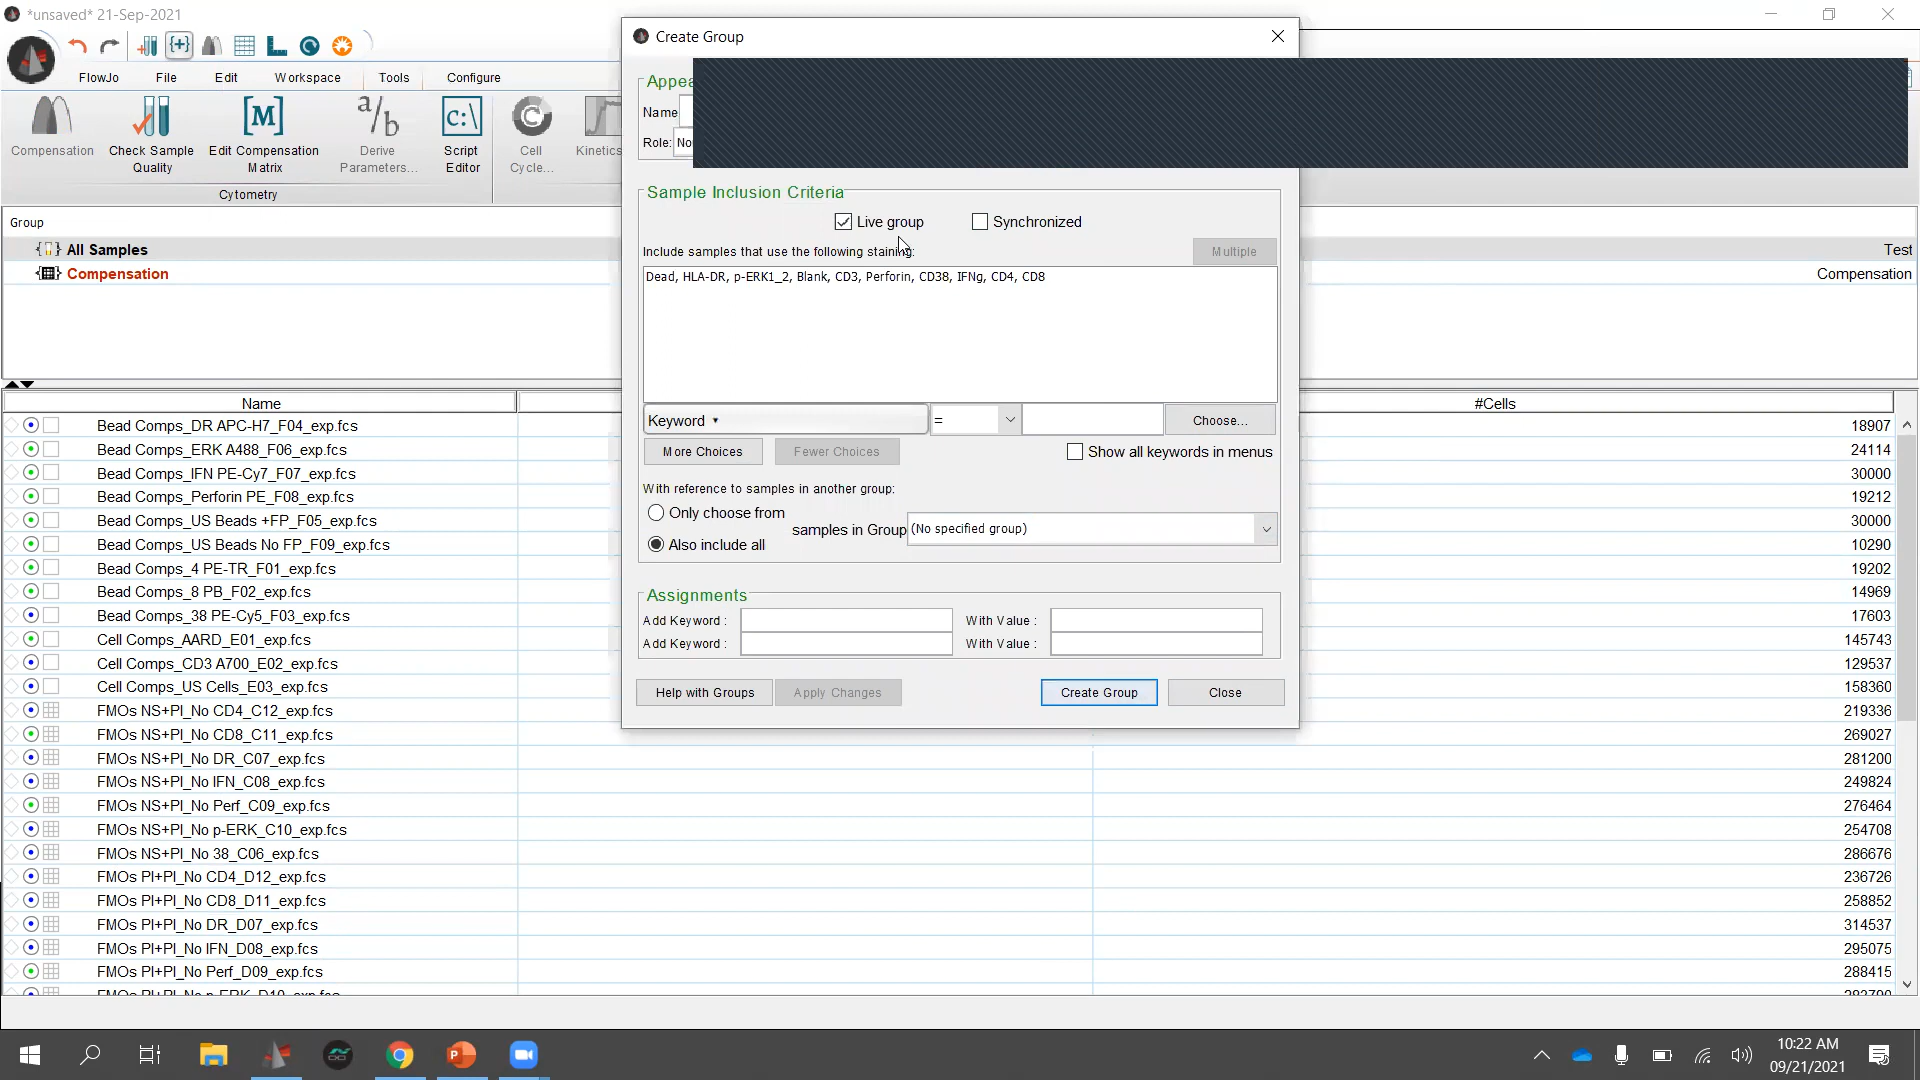 *unsaved* 21-Sep-2021
FlowJo File Edit Workspace Tools Configure
Compensation
Check Sample Quality
Edit Compensation Matrix
Derive Parameters...
Script Editor
Cell Cycle...
Kinetics
Cytometry
Create Group
Name
Role:
Sample Inclusion Criteria
Live group Synchronized
Include samples that use the following staining:
Multiple
Dead, HLA-DR, p-ERK1_2, Blank, CD3, Perforin, CD38, IFNg, CD4, CD8
Keyword = Choose...
More Choices Fewer Choices Show all keywords in menus
With reference to samples in another group:
Only choose from
samples in Group (No specified group)
Also include all
Assignments
Add Keyword : With Value :
Add Keyword : With Value :
Help with Groups Apply Changes Create Group Close
Group
All Samples Test
Compensation Compensation
Name #Cells
Bead Comps_DR APC-H7_F04_exp.fcs 18907
Bead Comps_ERK A488_F06_exp.fcs 24114
Bead Comps_IFN PE-Cy7_F07_exp.fcs 30000
Bead Comps_Perforin PE_F08_exp.fcs 19212
Bead Comps_US Beads +FP_F05_exp.fcs 30000
Bead Comps_US Beads No FP_F09_exp.fcs 10290
Bead Comps_4 PE-TR_F01_exp.fcs 19202
Bead Comps_8 PB_F02_exp.fcs 14969
Bead Comps_38 PE-Cy5_F03_exp.fcs 17603
Cell Comps_AARD_E01_exp.fcs 145743
Cell Comps_CD3 A700_E02_exp.fcs 129537
Cell Comps_US Cells_E03_exp.fcs 158360
FMOs NS+PI_No CD4_C12_exp.fcs 219336
FMOs NS+PI_No CD8_C11_exp.fcs 269027
FMOs NS+PI_No DR_C07_exp.fcs 281200
FMOs NS+PI_No IFN_C08_exp.fcs 249824
FMOs NS+PI_No Perf_C09_exp.fcs 276464
FMOs NS+PI_No p-ERK_C10_exp.fcs 254708
FMOs NS+PI_No 38_C06_exp.fcs 286676
FMOs PI+PI_No CD4_D12_exp.fcs 236726
FMOs PI+PI_No CD8_D11_exp.fcs 258852
FMOs PI+PI_No DR_D07_exp.fcs 314537
FMOs PI+PI_No IFN_D08_exp.fcs 295075
FMOs PI+PI_No Perf_D09_exp.fcs 288415
10:22 AM
09/21/2021